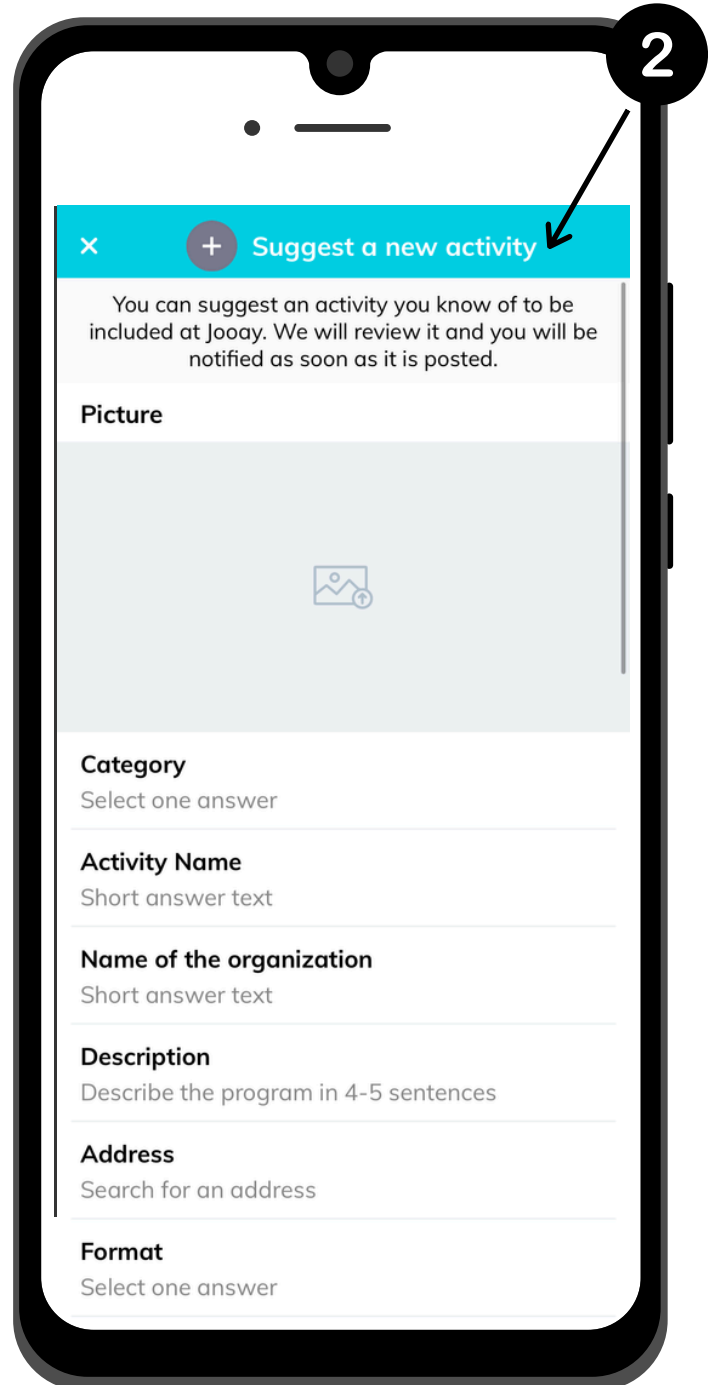 2
Suggest a new activity
You can suggest an activity you know of to be
included at Jooay. We will review it and you will be
notified as soon as it is posted.
Picture
Category
Select one answer
Activity Name
Short answer text
Name of the organization
Short answer text
Description
Describe the program in 4-5 sentences
Address
Search for an address
Format
Select one answer